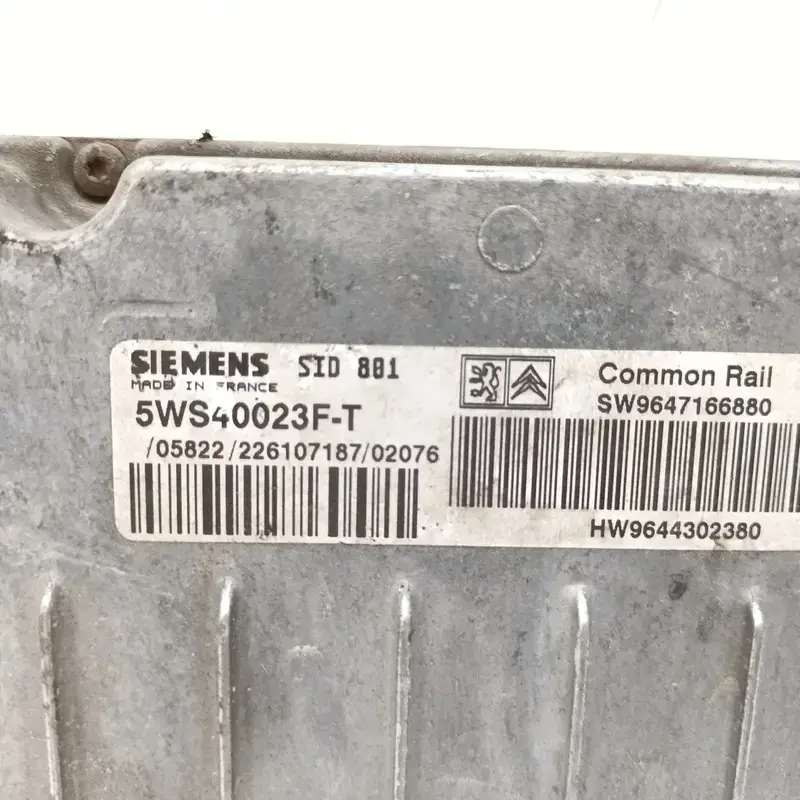 SIEMENS SID 801
MADE IN FRANCE
5WS40023F-T
/05822/226107187/02076
Common Rail
SW9647166880
HW9644302380